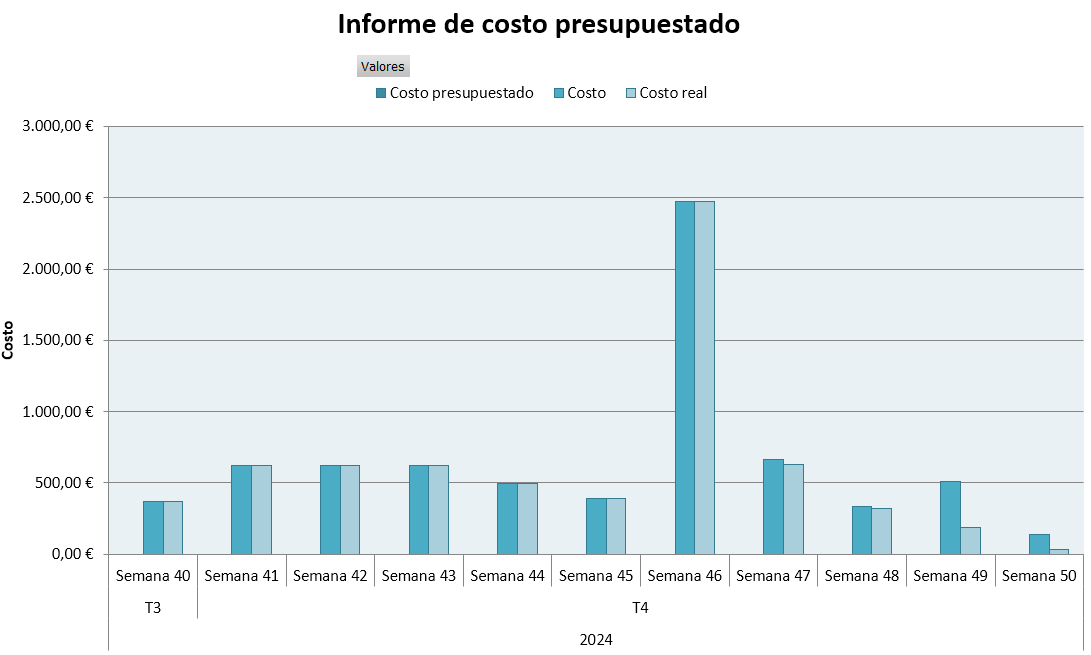 Informe de costo presupuestado
Valores
Costo presupuestado Costo Costo real
3.000,00 €
2.500,00 €
2.000,00 €
1.500,00 €
1.000,00 €
500,00 €
0,00 €
Costo
Semana 40 Semana 41 Semana 42 Semana 43 Semana 44 Semana 45 Semana 46 Semana 47 Semana 48 Semana 49 Semana 50
T3 T4
2024